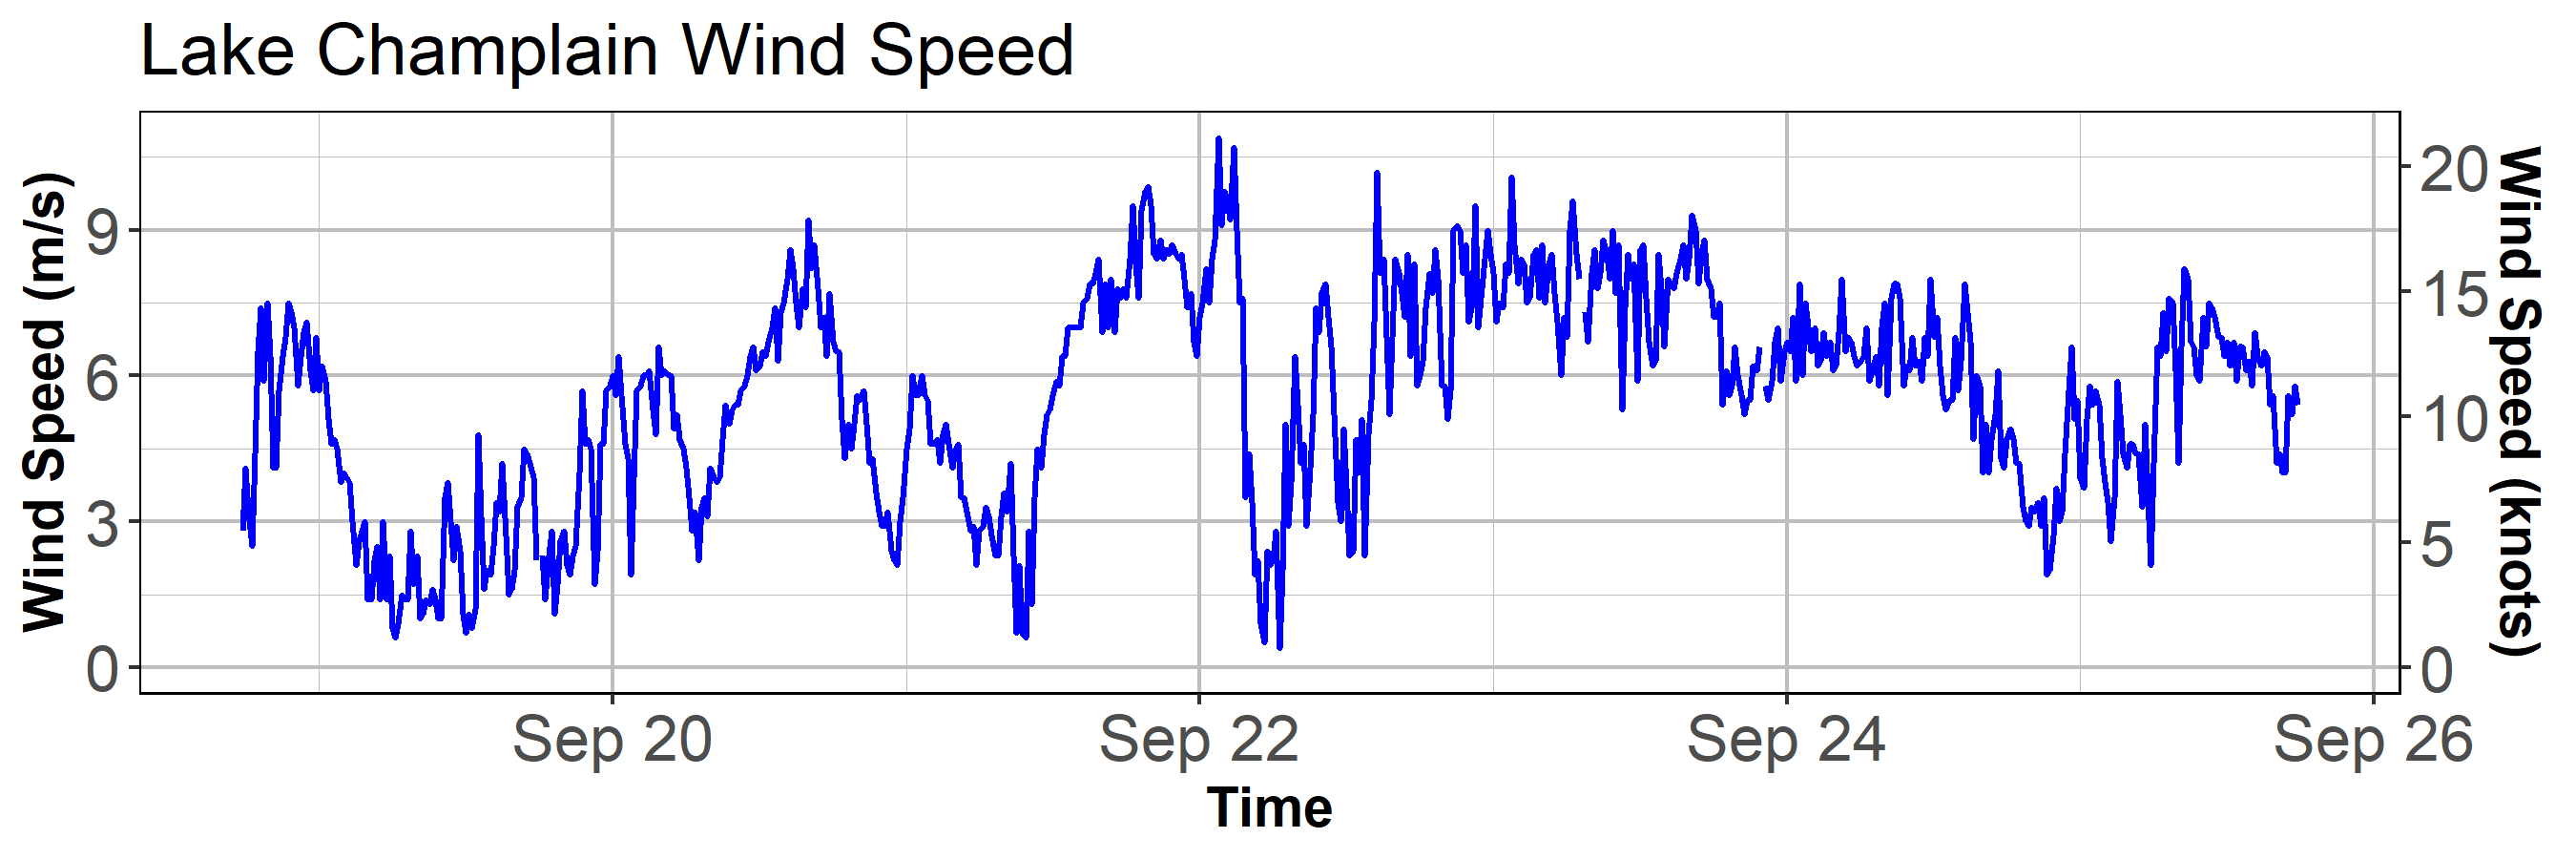 Lake Champlain Wind Speed
Wind Speed (m/s)
9
6
3
0
20
15
10
5
0
Wind Speed (knots)
Sep 20
Sep 22
Sep 24
Sep 26
Time